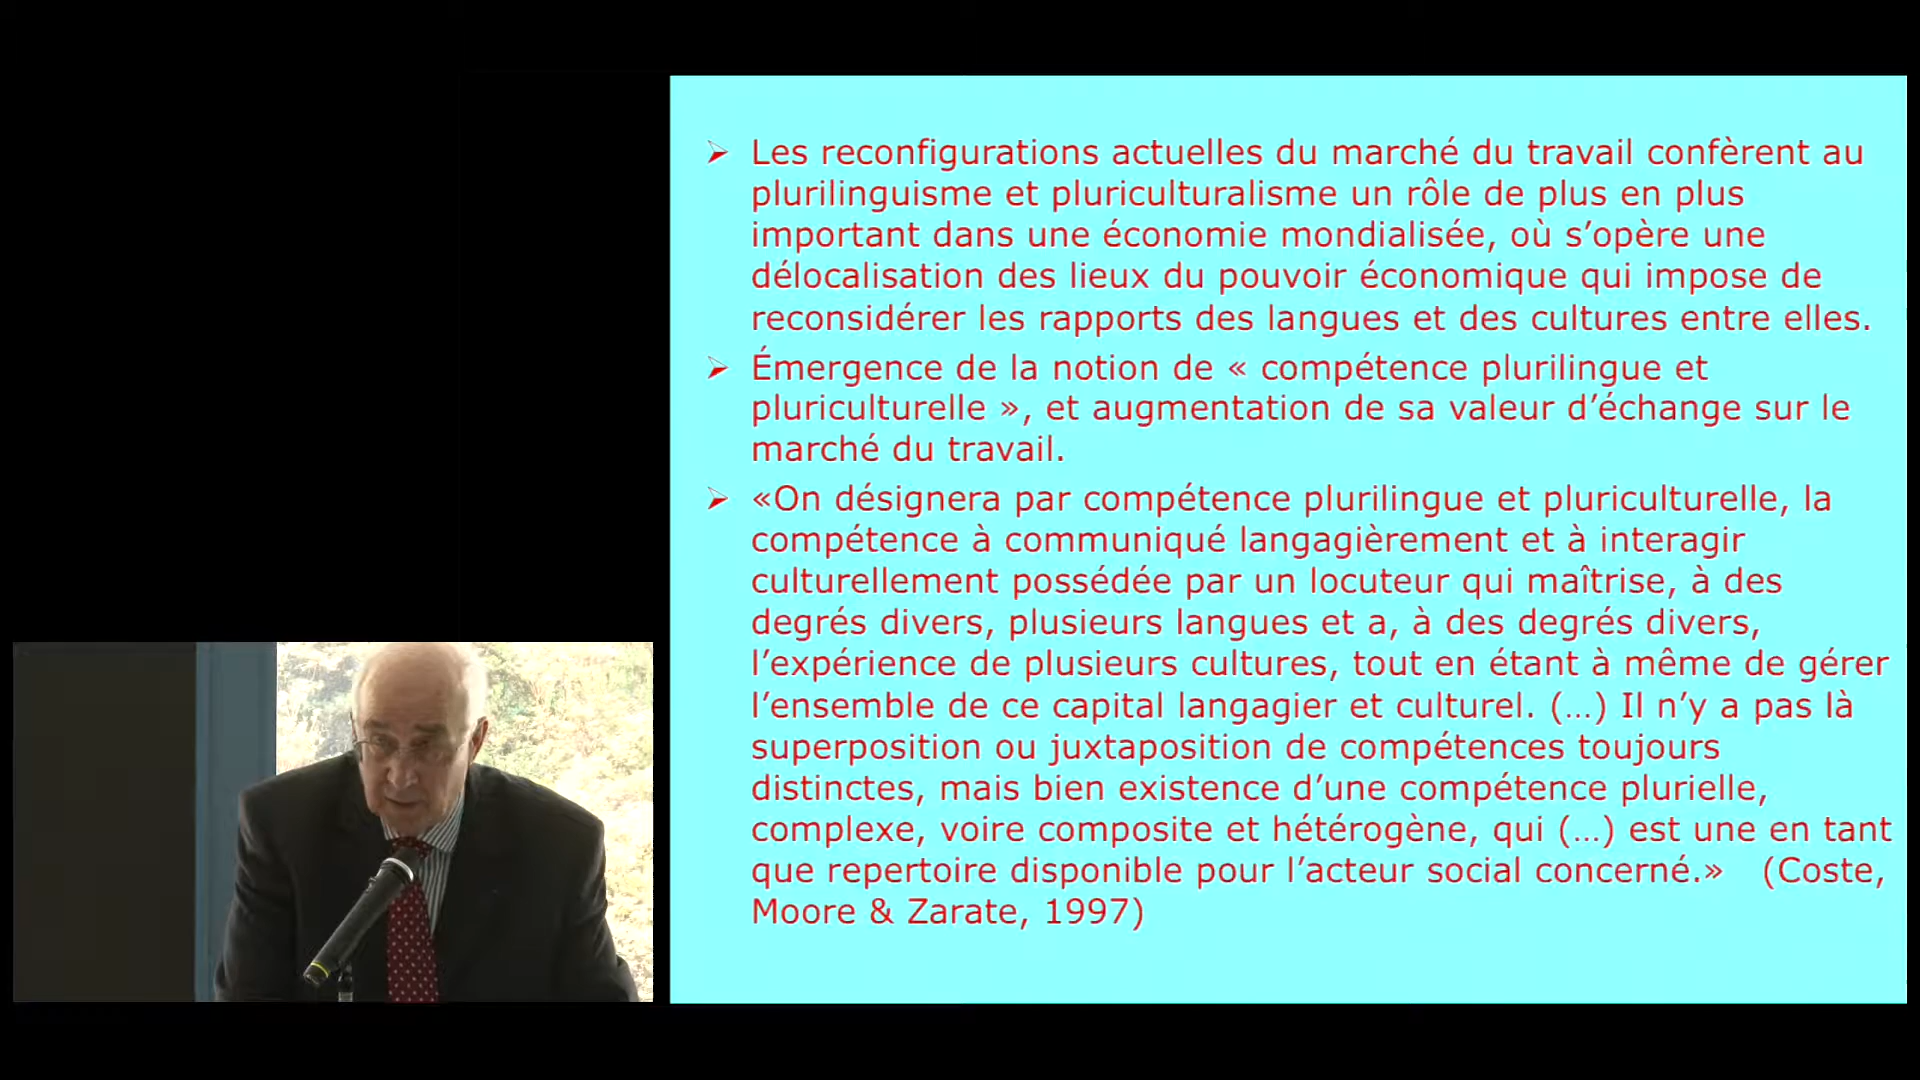 Les reconfigurations actuelles du marché du travail confèrent au
plurilinguisme et pluriculturalisme un rôle de plus en plus
important dans une économie mondialisée, où s’opère une
délocalisation des lieux du pouvoir économique qui impose de
reconsidérer les rapports des langues et des cultures entre elles.
Émergence de la notion de « compétence plurilingue et
pluriculturelle », et augmentation de sa valeur d’échange sur le
marché du travail.
«On désignera par compétence plurilingue et pluriculturelle, la
compétence à communiqué langagièrement et à interagir
culturellement possédée par un locuteur qui maîtrise, à des
degrés divers, plusieurs langues et a, à des degrés divers,
l’expérience de plusieurs cultures, tout en étant à même de gérer
l’ensemble de ce capital langagier et culturel. (…) Il n’y a pas là
superposition ou juxtaposition de compétences toujours
distinctes, mais bien existence d’une compétence plurielle,
complexe, voire composite et hétérogène, qui (…) est une en tant
que repertoire disponible pour l’acteur social concerné.» (Coste,
Moore & Zarate, 1997)